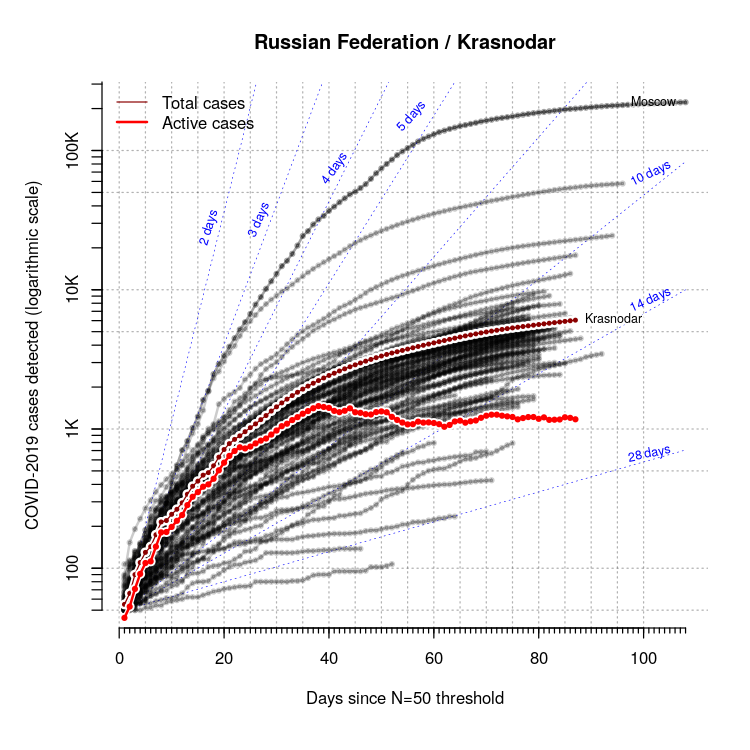 Russian Federation / Krasnodar
Total cases
Active cases
Moscow
Krasnodar
2 days
3 days
4 days
5 days
10 days
14 days
28 days
COVID-2019 cases detected (logarithmic scale)
100K
10K
1K
100
0 20 40 60 80 100
Days since N=50 threshold